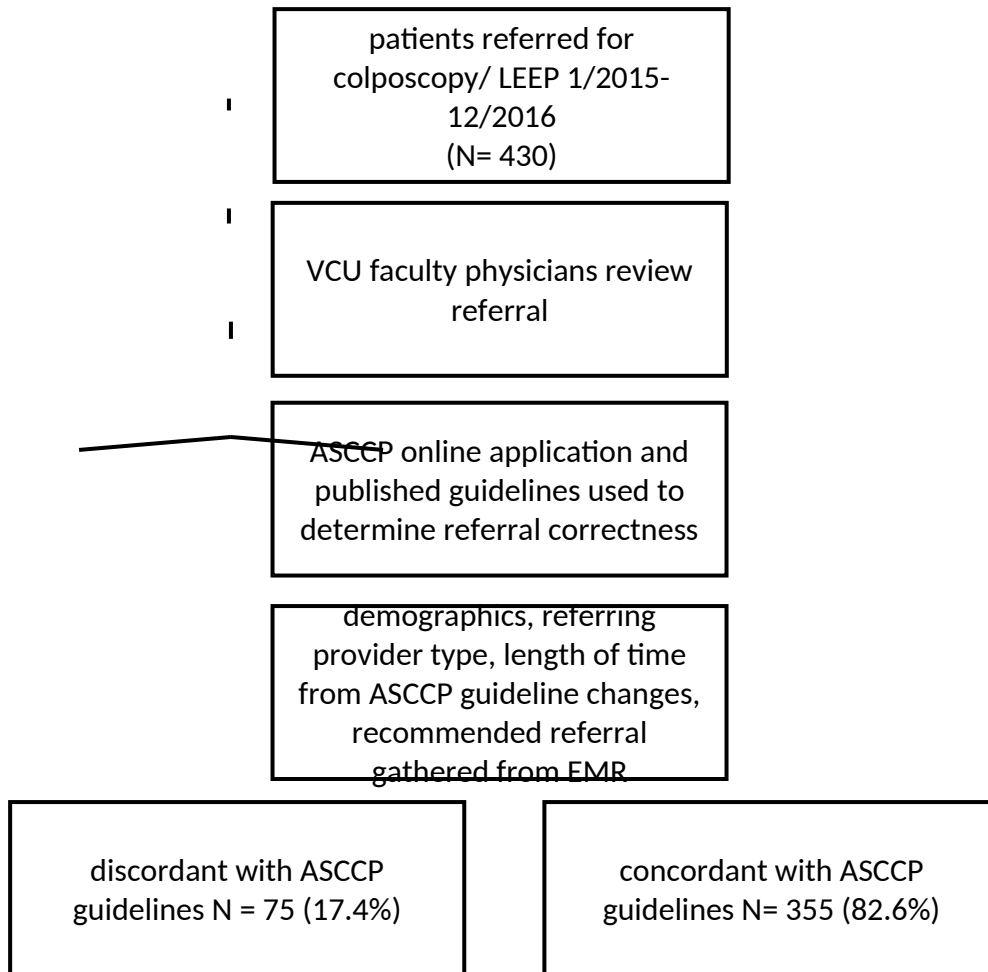 patients referred for
colposcopy/ LEEP 1/2015-
12/2016
(N= 430)
VCU faculty physicians review
referral
ASCCP online application and
published guidelines used to
determine referral correctness
demographics, referring
provider type, length of time
from ASCCP guideline changes,
recommended referral
gathered from EMR
discordant with ASCCP
guidelines N = 75 (17.4%)
concordant with ASCCP
guidelines N= 355 (82.6%)